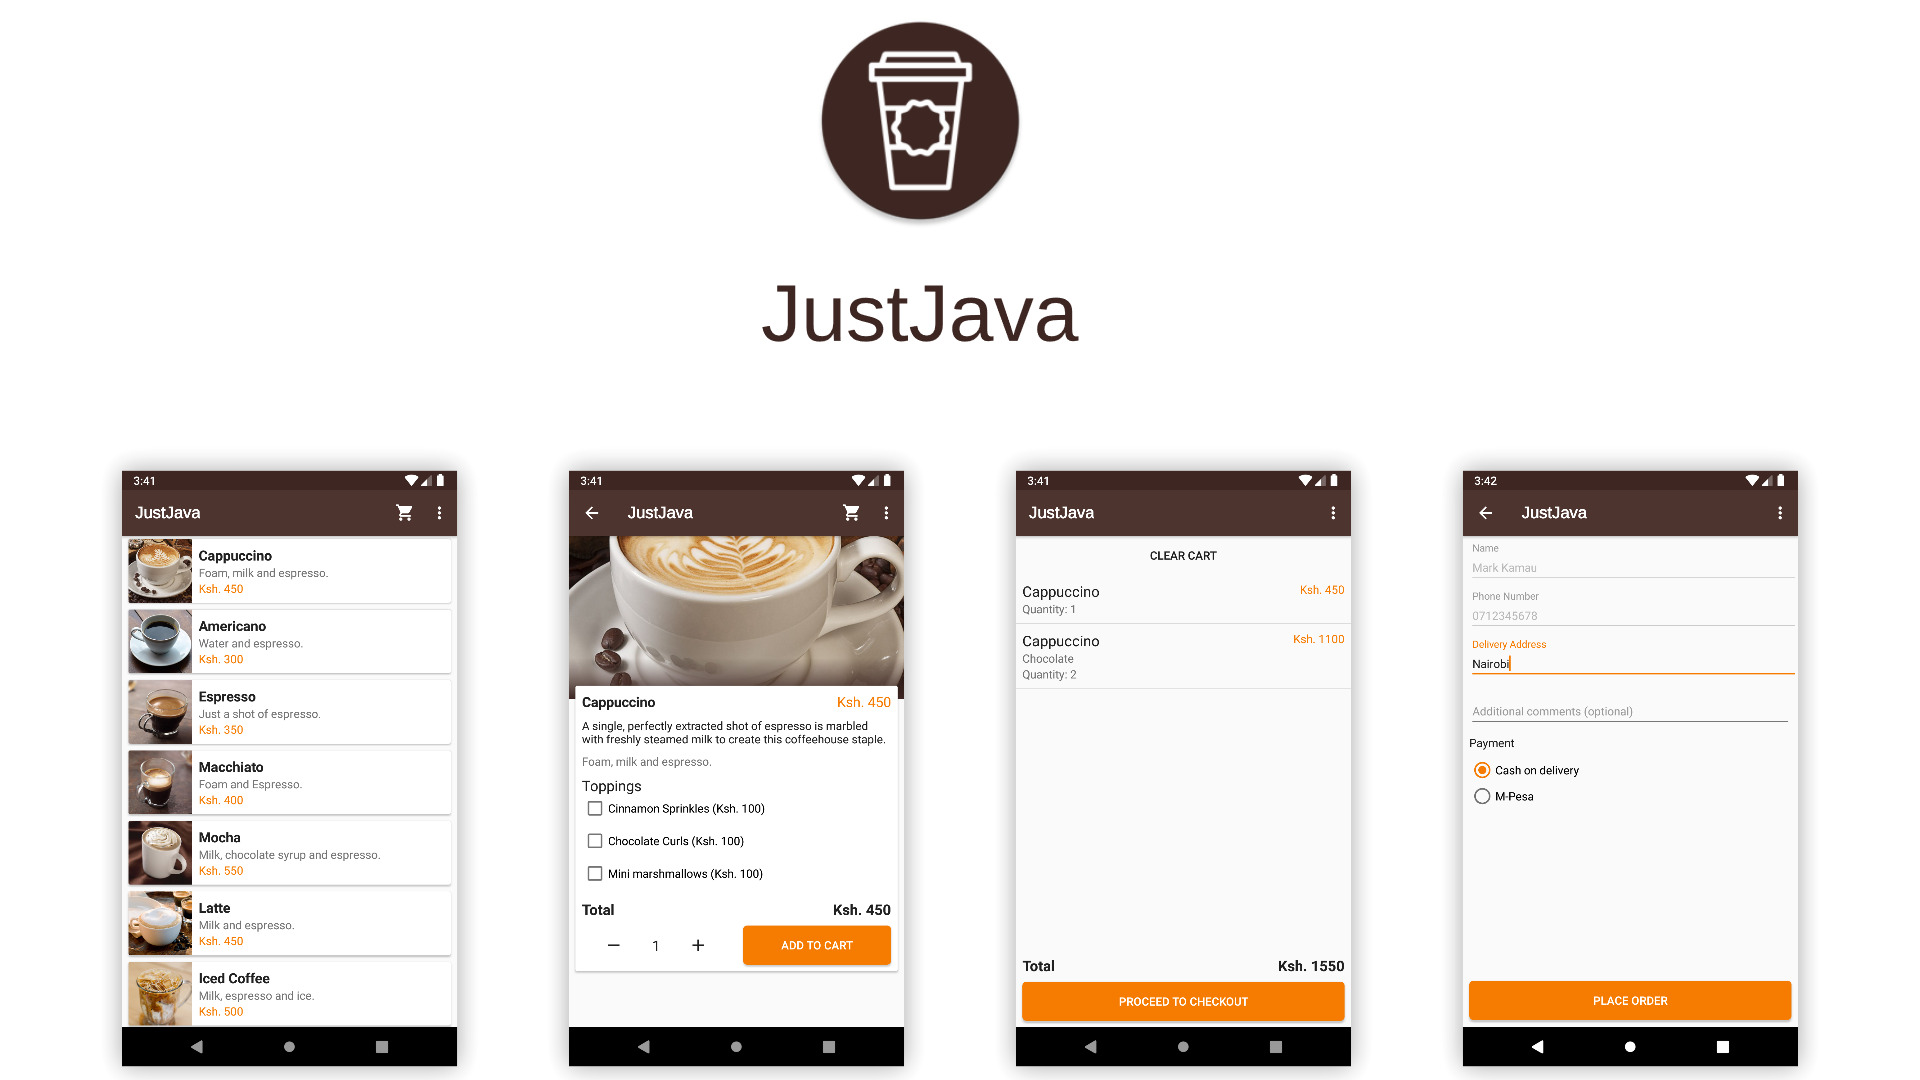 JustJava
3:41
JustJava
Cappuccino
Foam, milk and espresso.
Ksh. 450
Americano
Water and espresso.
Ksh. 300
Espresso
Just a shot of espresso.
Ksh. 350
Macchiato
Foam and Espresso.
Ksh. 400
Mocha
Milk, chocolate syrup and espresso.
Ksh. 550
Latte
Milk and espresso.
Ksh. 450
Iced Coffee
Milk, espresso and ice.
Ksh. 500
3:41
JustJava
Cappuccino Ksh. 450
A single, perfectly extracted shot of espresso is marbled
with freshly steamed milk to create this coffeehouse staple.
Foam, milk and espresso.
Toppings
Cinnamon Sprinkles (Ksh. 100)
Chocolate Curls (Ksh. 100)
Mini marshmallows (Ksh. 100)
Total Ksh. 450
1 ADD TO CART
3:41
JustJava
CLEAR CART
Cappuccino Ksh. 450
Quantity: 1
Cappuccino Ksh. 1100
Chocolate
Quantity: 2
Total Ksh. 1550
PROCEED TO CHECKOUT
3:42
JustJava
Name
Mark Kamau
Phone Number
0712345678
Delivery Address
Nairobi
Additional comments (optional)
Payment
Cash on delivery
M-Pesa
PLACE ORDER